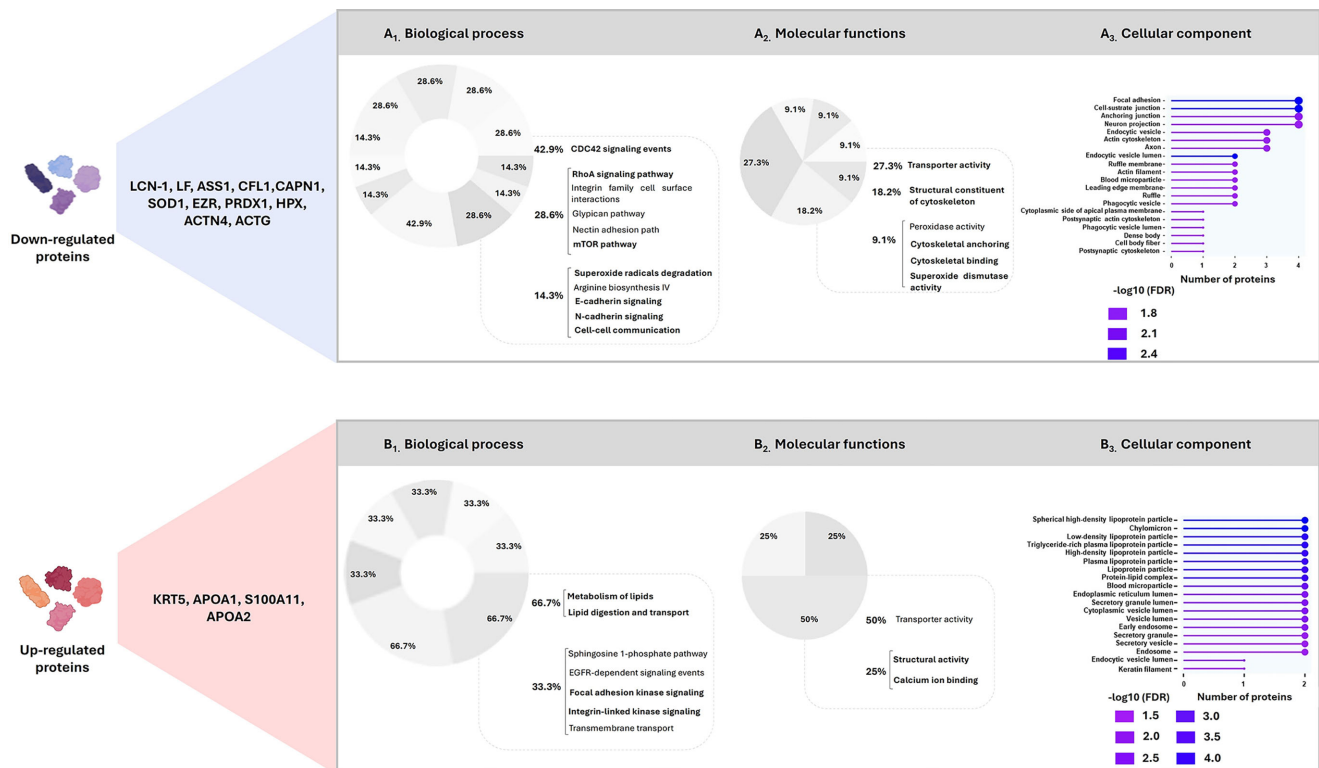 A1. Biological process
A2. Molecular functions
A3. Cellular component
Down-regulated
proteins
LCN-1, LF, ASS1, CFL1,CAPN1,
SOD1, EZR, PRDX1, HPX,
ACTN4, ACTG
28.6%
28.6%
28.6%
28.6%
14.3%
14.3%
14.3%
14.3%
14.3%
28.6%
42.9%
42.9% CDC42 signaling events
28.6%
RhoA signaling pathway
Integrin family cell surface
interactions
Glypican pathway
Nectin adhesion path
mTOR pathway
14.3%
Superoxide radicals degradation
Arginine biosynthesis IV
E-cadherin signaling
N-cadherin signaling
Cell-cell communication
9.1%
9.1%
9.1%
9.1%
27.3%
18.2%
27.3% Transporter activity
18.2% Structural constituent
of cytoskeleton
9.1%
Peroxidase activity
Cytoskeletal anchoring
Cytoskeletal binding
Superoxide dismutase
activity
Focal adhesion
Cell-sustrate junction
Anchoring junction
Neuron projection
Endocytic vesicle
Actin cytoskeleton
Axon
Endocytic vesicle lumen
Ruffle membrane
Actin filament
Blood microparticle
Leading edge membrane
Ruffle
Phagocytic vesicle
Cytoplasmic side of apical plasma membrane
Postsynaptic actin cytoskeleton
Phagocytic vesicle lumen
Dense body
Cell body fiber
Postsynaptic cytoskeleton
0 1 2 3 4
Number of proteins
-log10 (FDR)
1.8
2.1
2.4
B1. Biological process
B2. Molecular functions
B3. Cellular component
Up-regulated
proteins
KRT5, APOA1, S100A11,
APOA2
33.3%
33.3%
33.3%
33.3%
33.3%
66.7%
66.7%
66.7%
Metabolism of lipids
Lipid digestion and transport
33.3%
Sphingosine 1-phosphate pathway
EGFR-dependent signaling events
Focal adhesion kinase signaling
Integrin-linked kinase signaling
Transmembrane transport
25%
25%
50%
50% Transporter activity
25%
Structural activity
Calcium ion binding
Spherical high-density lipoprotein particle
Chylomicron
Low-density lipoprotein particle
Triglyceride-rich plasma lipoprotein particle
High-density lipoprotein particle
Plasma lipoprotein particle
Lipoprotein particle
Protein-lipid complex
Blood microparticle
Endoplasmic reticulum lumen
Secretory granule lumen
Cytoplasmic vesicle lumen
Vesicle lumen
Early endosome
Secretory granule
Secretory vesicle
Endosome
Endocytic vesicle lumen
Keratin filament
0 1 2
Number of proteins
-log10 (FDR)
1.5 3.0
2.0 3.5
2.5 4.0